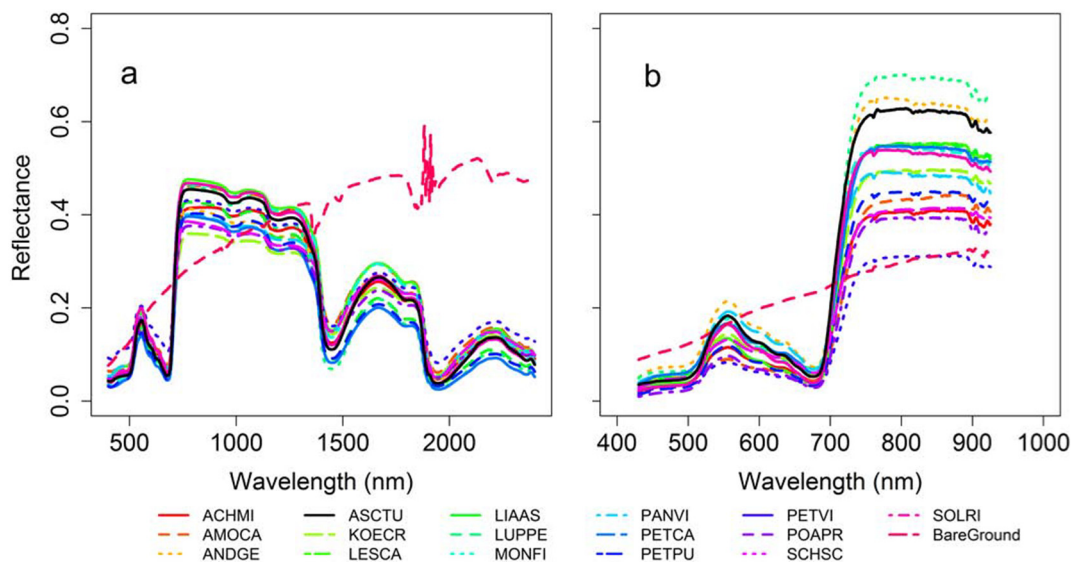 a
b
0.8
0.6
0.4
0.2
0.0
Reflectance
500 1000 1500 2000
400 500 600 700 800 900 1000
Wavelength (nm)
Wavelength (nm)
ACHMI ASCTU LIAAS PANVI PETVI SOLRI
AMOCA KOECR LUPPE PETCA POAPR BareGround
ANDGE LESCA MONFI PETPU SCHSC